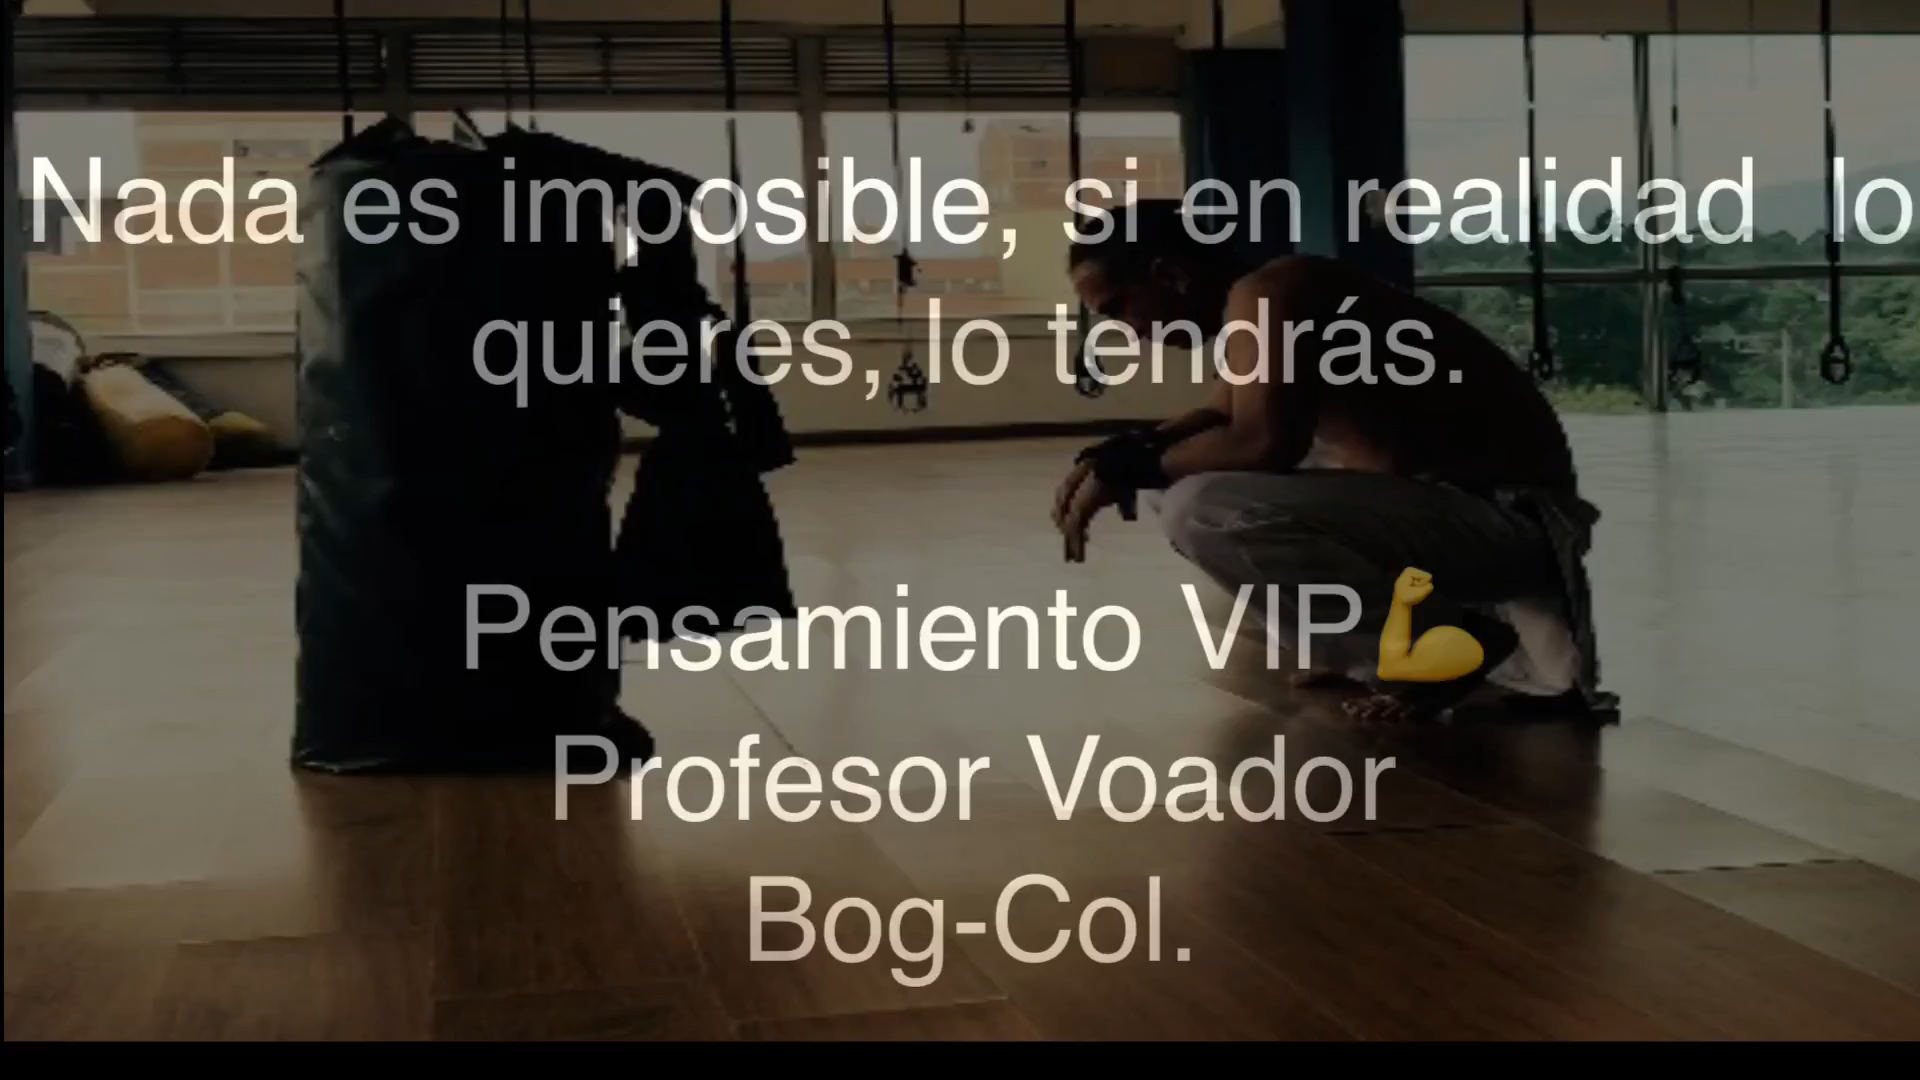 Nada es imposible, si en realidad lo
quieres, lo tendrás.
Pensamiento VIP💪
Profesor Voador
Bog-Col.